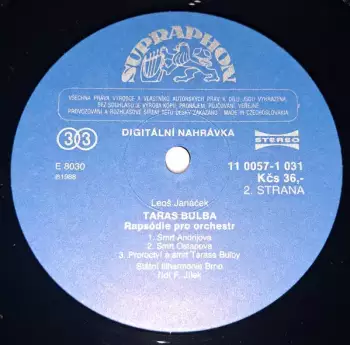 SUPRAPHON
VŠECHNA PRÁVA VÝROBCE A VLASTNÍKŮ AUTORSKÝCH PRÁV K DÍLU JSOU VYHRAZENA.
BEZ SOUHLASU JE VÝROBA KOPIÍ, PRONÁJEM, PŮJČOVÁNÍ, VEŘEJNÉ
PROVOZOVÁNÍ A ROZHLASOVÉ ŠÍŘENÍ TÉTO DESKY ZAKÁZÁNO • MADE IN CZECHOSLOVAKIA
33 DIGITÁLNÍ NAHRÁVKA STEREO
E 8030 11 0057-1 031
℗1988 Kčs 36,-
2. STRANA
Leoš Janáček
TARAS BULBA
Rapsódie pro orchestr
1. Smrt Andrijova
2. Smrt Ostapova
3. Proroctví a smrt Tarase Bulby
Státní filharmonie Brno
řídí F. Jílek